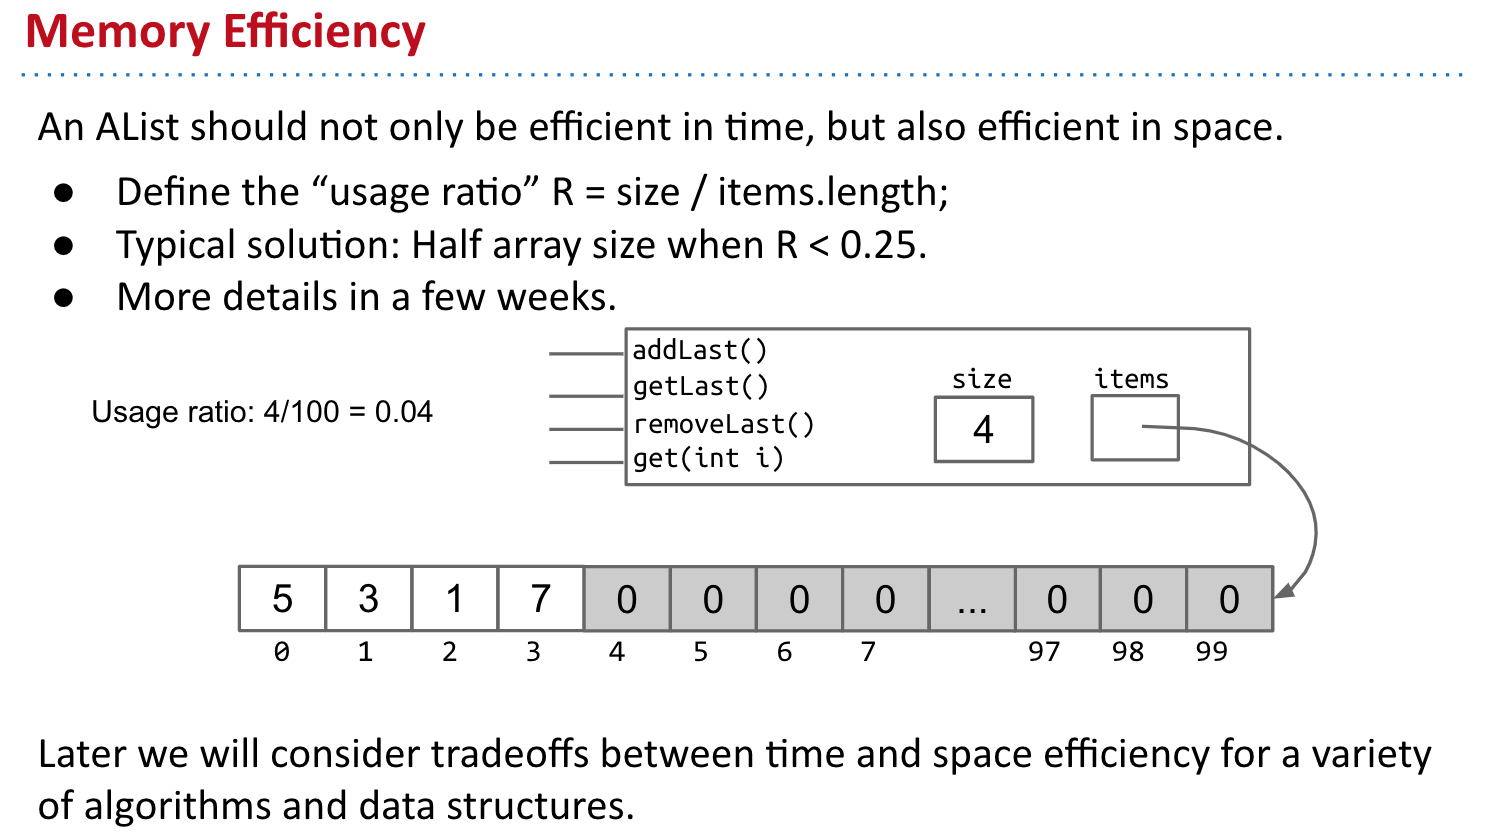 Memory Efficiency
An AList should not only be efficient in time, but also efficient in space.
● Define the “usage ratio” R = size / items.length;
● Typical solution: Half array size when R < 0.25.
● More details in a few weeks.
addLast()
getLast()
removeLast()
get(int i)
size
4
items
Usage ratio: 4/100 = 0.04
5 3 1 7 0 0 0 0 ... 0 0 0
0 1 2 3 4 5 6 7 97 98 99
Later we will consider tradeoffs between time and space efficiency for a variety
of algorithms and data structures.